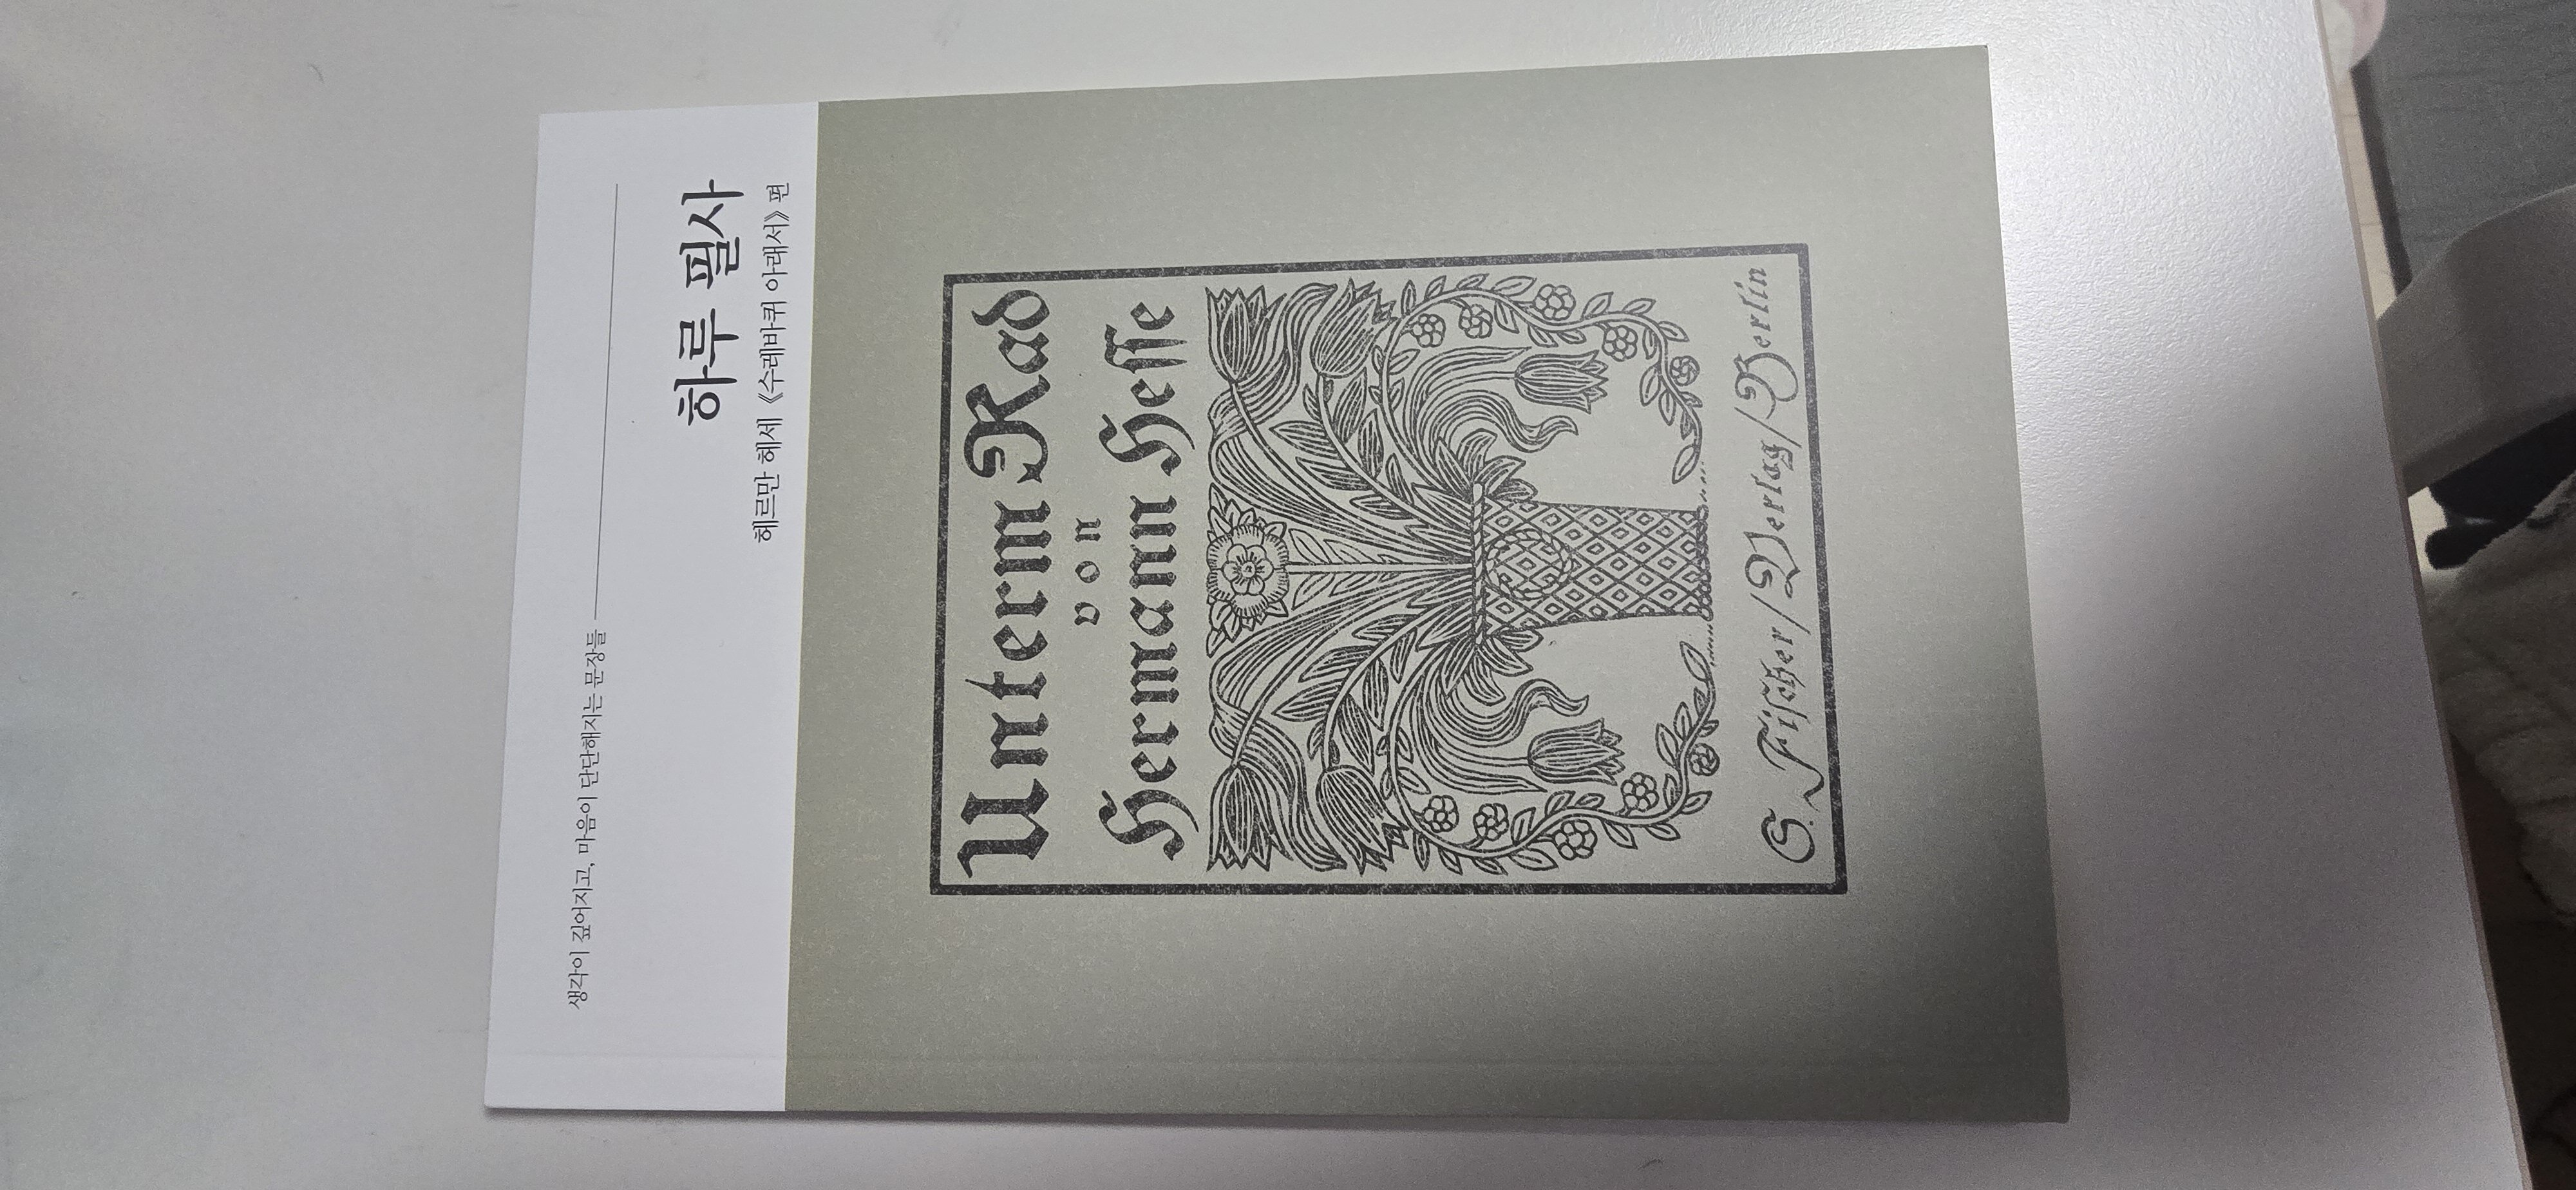 생각이 깊어지고, 마음이 단단해지는 문장들
하루 필사
헤르만 헤세 《수레바퀴 아래서》 편
Unterm Rad
von
Hermann Hesse
S. Fischer / Verlag / Berlin